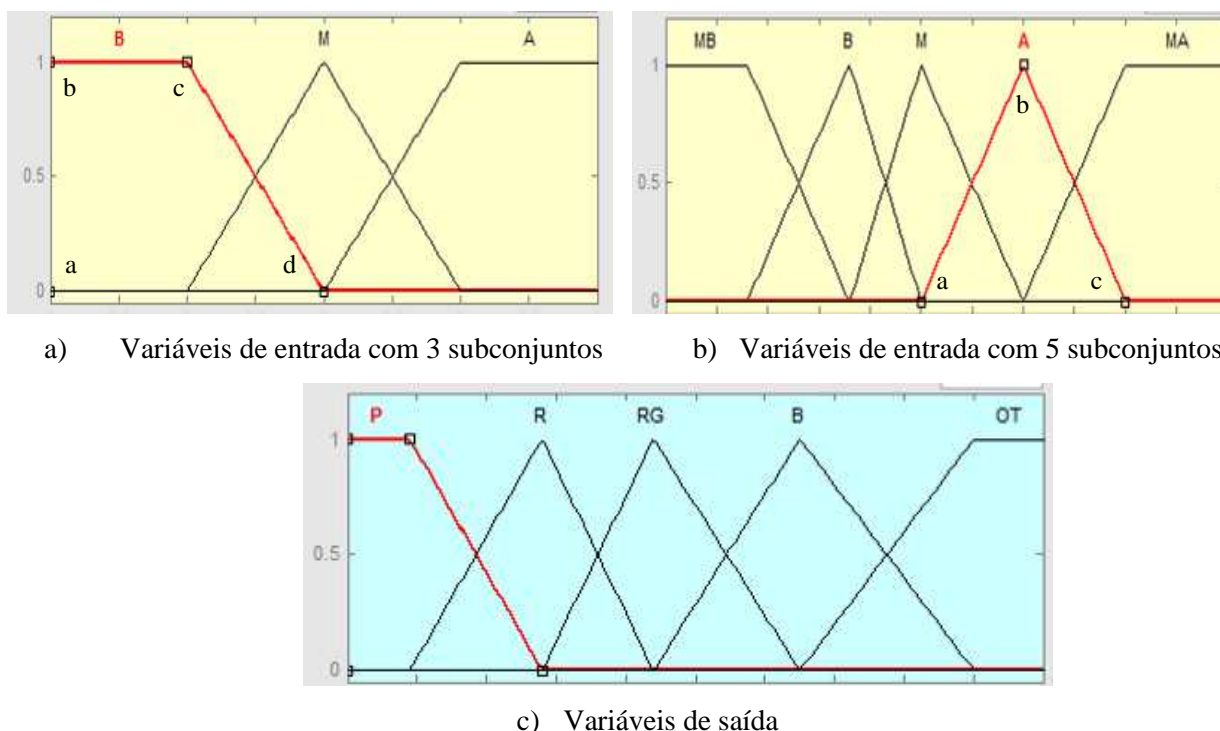 B M A
1
b c
0.5
a d
0
MB B M A MA
1
b
0.5
a c
0
a) Variáveis de entrada com 3 subconjuntos
b) Variáveis de entrada com 5 subconjuntos
P R RG B OT
1
0.5
0
c) Variáveis de saída